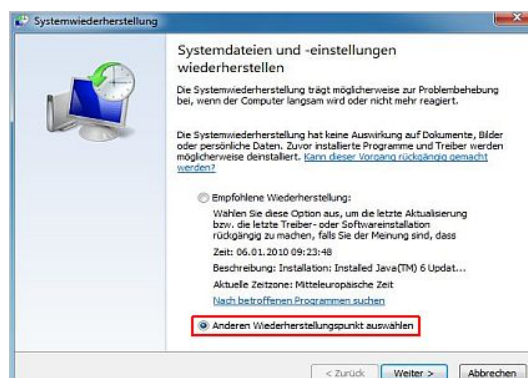 Systemwiederherstellung
Systemdateien und -einstellungen
wiederherstellen
Die Systemwiederherstellung trägt möglicherweise zur Problembehebung
bei, wenn der Computer langsam wird oder nicht mehr reagiert.
Die Systemwiederherstellung hat keine Auswirkung auf Dokumente, Bilder
oder persönliche Daten. Zuvor installierte Programme und Treiber werden
möglicherweise deinstalliert. Kann dieser Vorgang rückgängig gemacht
werden?
Empfohlene Wiederherstellung:
Wählen Sie diese Option aus, um die letzte Aktualisierung
bzw. die letzte Treiber- oder Softwareinstallation
rückgängig zu machen, falls Sie der Meinung sind, dass
Zeit: 06.01.2010 09:23:48
Beschreibung: Installation: Installed Java(TM) 6 Updat...
Aktuelle Zeitzone: Mitteleuropäische Zeit
Nach betroffenen Programmen suchen
Anderen Wiederherstellungspunkt auswählen
< Zurück Weiter > Abbrechen